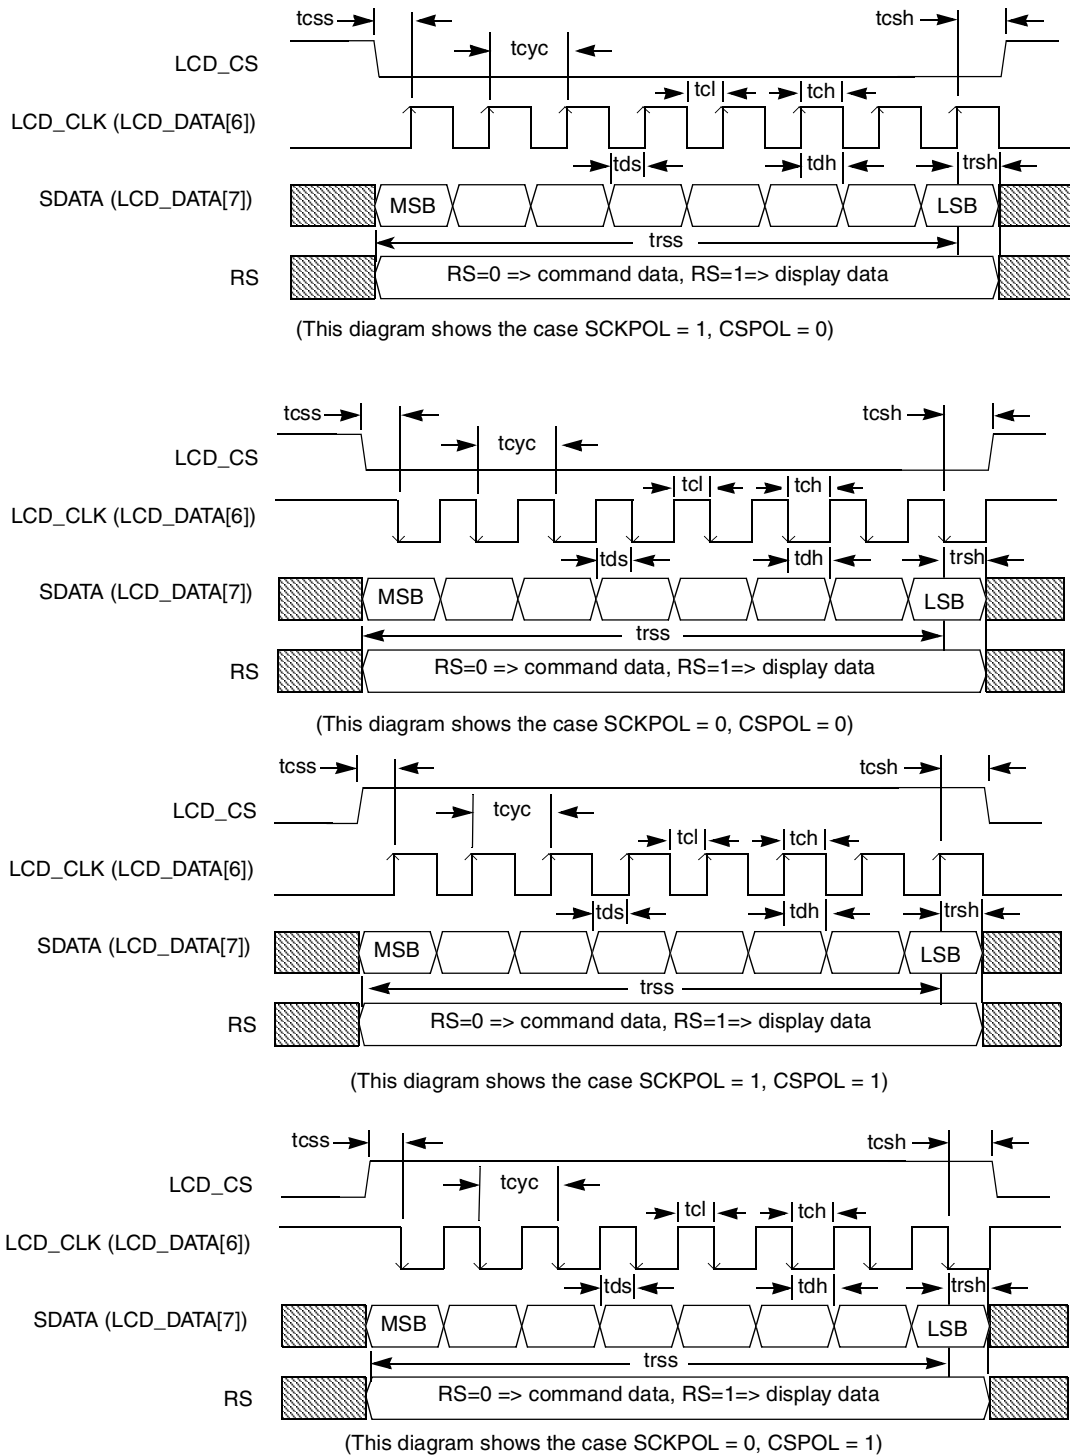 tcss
tcsh
LCD_CS
tcyc
tcl
tch
LCD_CLK (LCD_DATA[6])
tds
tdh
trsh
SDATA (LCD_DATA[7])
MSB
LSB
trss
RS
RS=0 => command data, RS=1=> display data
(This diagram shows the case SCKPOL = 1, CSPOL = 0)
tcss
tcsh
LCD_CS
tcyc
tcl
tch
LCD_CLK (LCD_DATA[6])
tds
tdh
trsh
SDATA (LCD_DATA[7])
MSB
LSB
trss
RS
RS=0 => command data, RS=1=> display data
(This diagram shows the case SCKPOL = 0, CSPOL = 0)
tcss
tcsh
LCD_CS
tcyc
tcl
tch
LCD_CLK (LCD_DATA[6])
tds
tdh
trsh
SDATA (LCD_DATA[7])
MSB
LSB
trss
RS
RS=0 => command data, RS=1=> display data
(This diagram shows the case SCKPOL = 1, CSPOL = 1)
tcss
tcsh
LCD_CS
tcyc
tcl
tch
LCD_CLK (LCD_DATA[6])
tds
tdh
trsh
SDATA (LCD_DATA[7])
MSB
LSB
trss
RS
RS=0 => command data, RS=1=> display data
(This diagram shows the case SCKPOL = 0, CSPOL = 1)